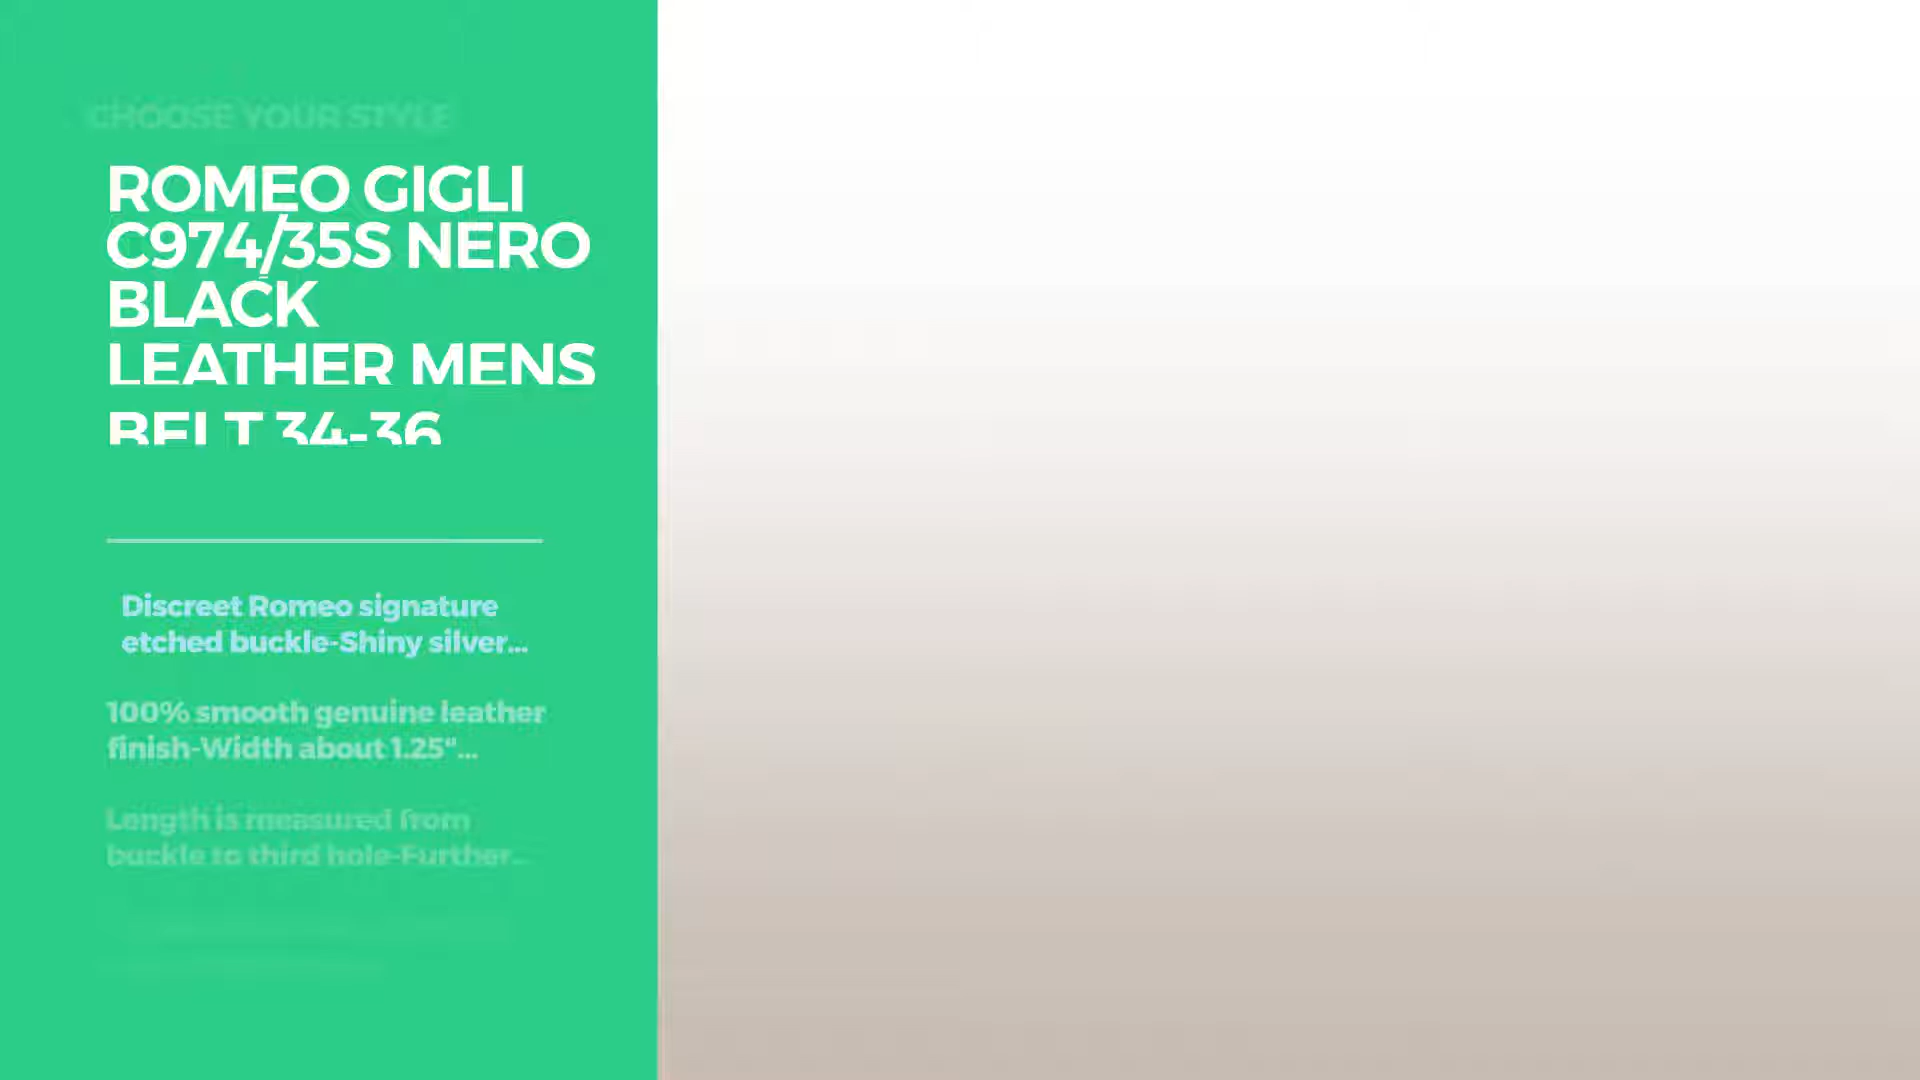 CHOOSE YOUR STYLE
ROMEO GIGLI
C974/35S NERO
BLACK
LEATHER MENS
BELT 34-36
Discreet Romeo signature
etched buckle-Shiny silver...
100% smooth genuine leather
finish-Width about 1.25"...
Length is measured from
buckle to third hole-Further...